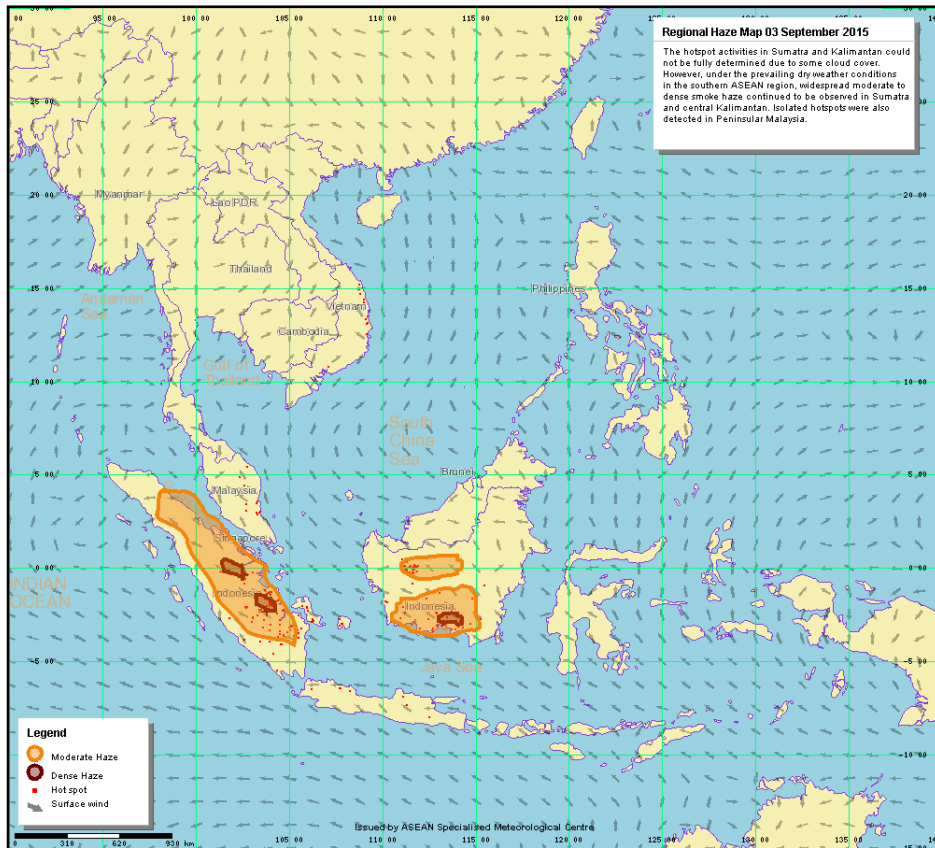 Regional Haze Map 03 September 2015
The hotspot activities in Sumatra and Kalimantan could
not be fully determined due to some cloud cover.
However, under the prevailing dry weather conditions
in the southern ASEAN region, widespread moderate to
dense smoke haze continued to be observed in Sumatra
and central Kalimantan. Isolated hotspots were also
detected in Peninsular Malaysia.
95 00
100 00
105 00
110 00
115 00
120 00
25 00
20 00
20 00
Myanmar
Lao PDR
Thailand
Vietnam
Cambodia
Philippines
15 00
15 00
Andaman
Sea
Gulf of
Thailand
10 00
10 00
South
China
Sea
Brunei
5 00
5 00
Malaysia
Singapore
0 00
0 00
INDIAN
OCEAN
Indonesia
Indonesia
-5 00
-5 00
Java Sea
-10 00
Legend
Moderate Haze
Dense Haze
Hot spot
Surface wind
0 310 620 930 km
105 00
110 00
115 00
120 00
125 00
130 00
135 00
Issued by ASEAN Specialised Meteorological Centre